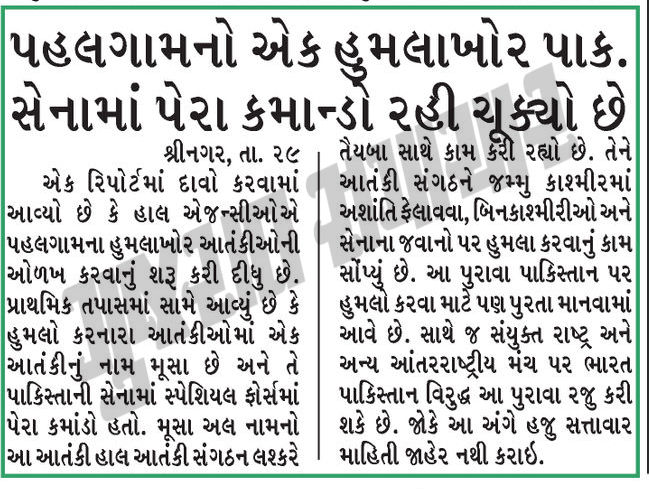 પહલગામનો એક હુમલાખોર પાક.
સેનામાં પેરા કમાન્ડો રહી ચૂક્યો છે
શ્રીનગર, તા. ૨૯
એક રિપોર્ટમાં દાવો કરવામાં
આવ્યો છે કે હાલ એજન્સીઓએ
પહલગામના હુમલાખોર આતંકીઓની
ઓળખ કરવાનું શરૂ કરી દીધુ છે.
પ્રાથમિક તપાસમાં સામે આવ્યું છે કે
હુમલો કરનારા આતંકીઓમાં એક
આતંકીનું નામ મૂસા છે અને તે
પાકિસ્તાની સેનામાં સ્પેશિયલ ફોર્સમાં
પેરા કમાંડો હતો. મૂસા અલ નામનો
આ આતંકી હાલ આતંકી સંગઠન લશ્કરે
તૈયબા સાથે કામ કરી રહ્યો છે. તેને
આતંકી સંગઠને જમ્મુ કાશ્મીરમાં
અશાંતિ ફેલાવવા, બિનકાશ્મીરીઓ અને
સેનાના જવાનો પર હુમલા કરવાનું કામ
સોંપ્યું છે. આ પુરાવા પાકિસ્તાન પર
હુમલો કરવા માટે પણ પુરતા માનવામાં
આવે છે. સાથે જ સંયુક્ત રાષ્ટ્ર અને
અન્ય આંતરરાષ્ટ્રીય મંચ પર ભારત
પાકિસ્તાન વિરુદ્ધ આ પુરાવા રજુ કરી
શકે છે. જોકે આ અંગે હજુ સત્તાવાર
માહિતી જાહેર નથી કરાઇ.